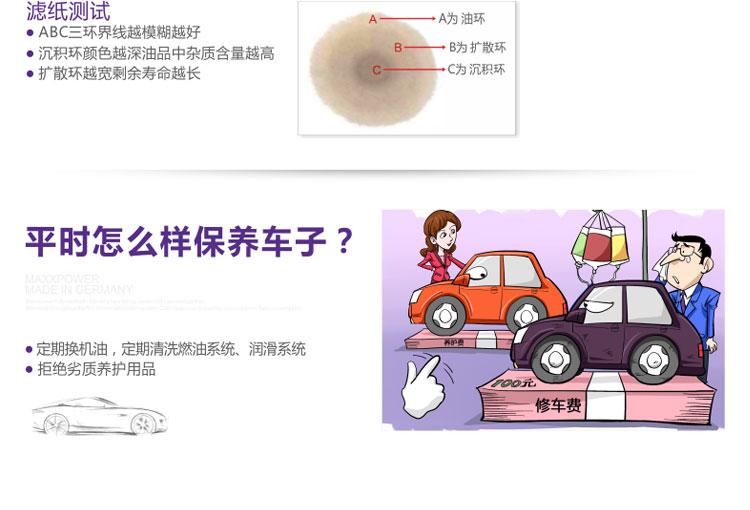 滤纸测试
● ABC三环界线越模糊越好
● 沉积环颜色越深油品中杂质含量越高
● 扩散环越宽剩余寿命越长
A A为 油环
B B为 扩散环
C C为 沉积环
平时怎么样保养车子？
MAXXPOWER
MADE IN GERMANY
● 定期换机油，定期清洗燃油系统、润滑系统
● 拒绝劣质养护用品
养护费
100元
修车费